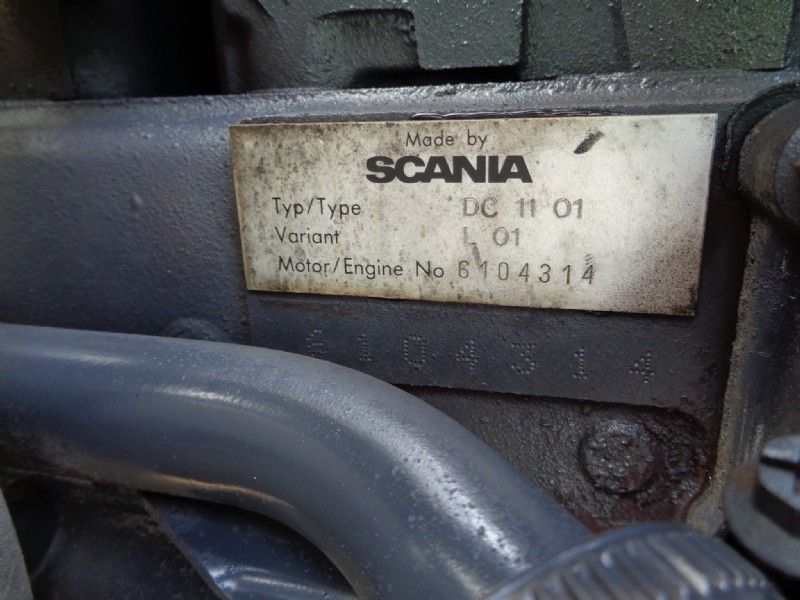 Made by
SCANIA
Typ/Type DC 11 01
Variant L 01
Motor/Engine No 6104314
6104314